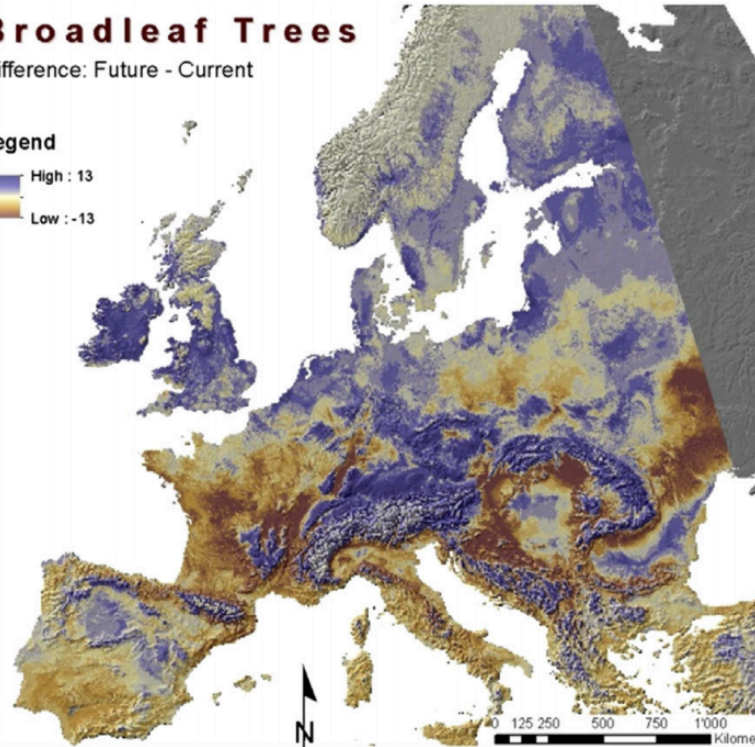 Broadleaf Trees
ifference: Future - Current
egend
High : 13
Low : -13
N
0 125 250 500 750 1'000
Kilome